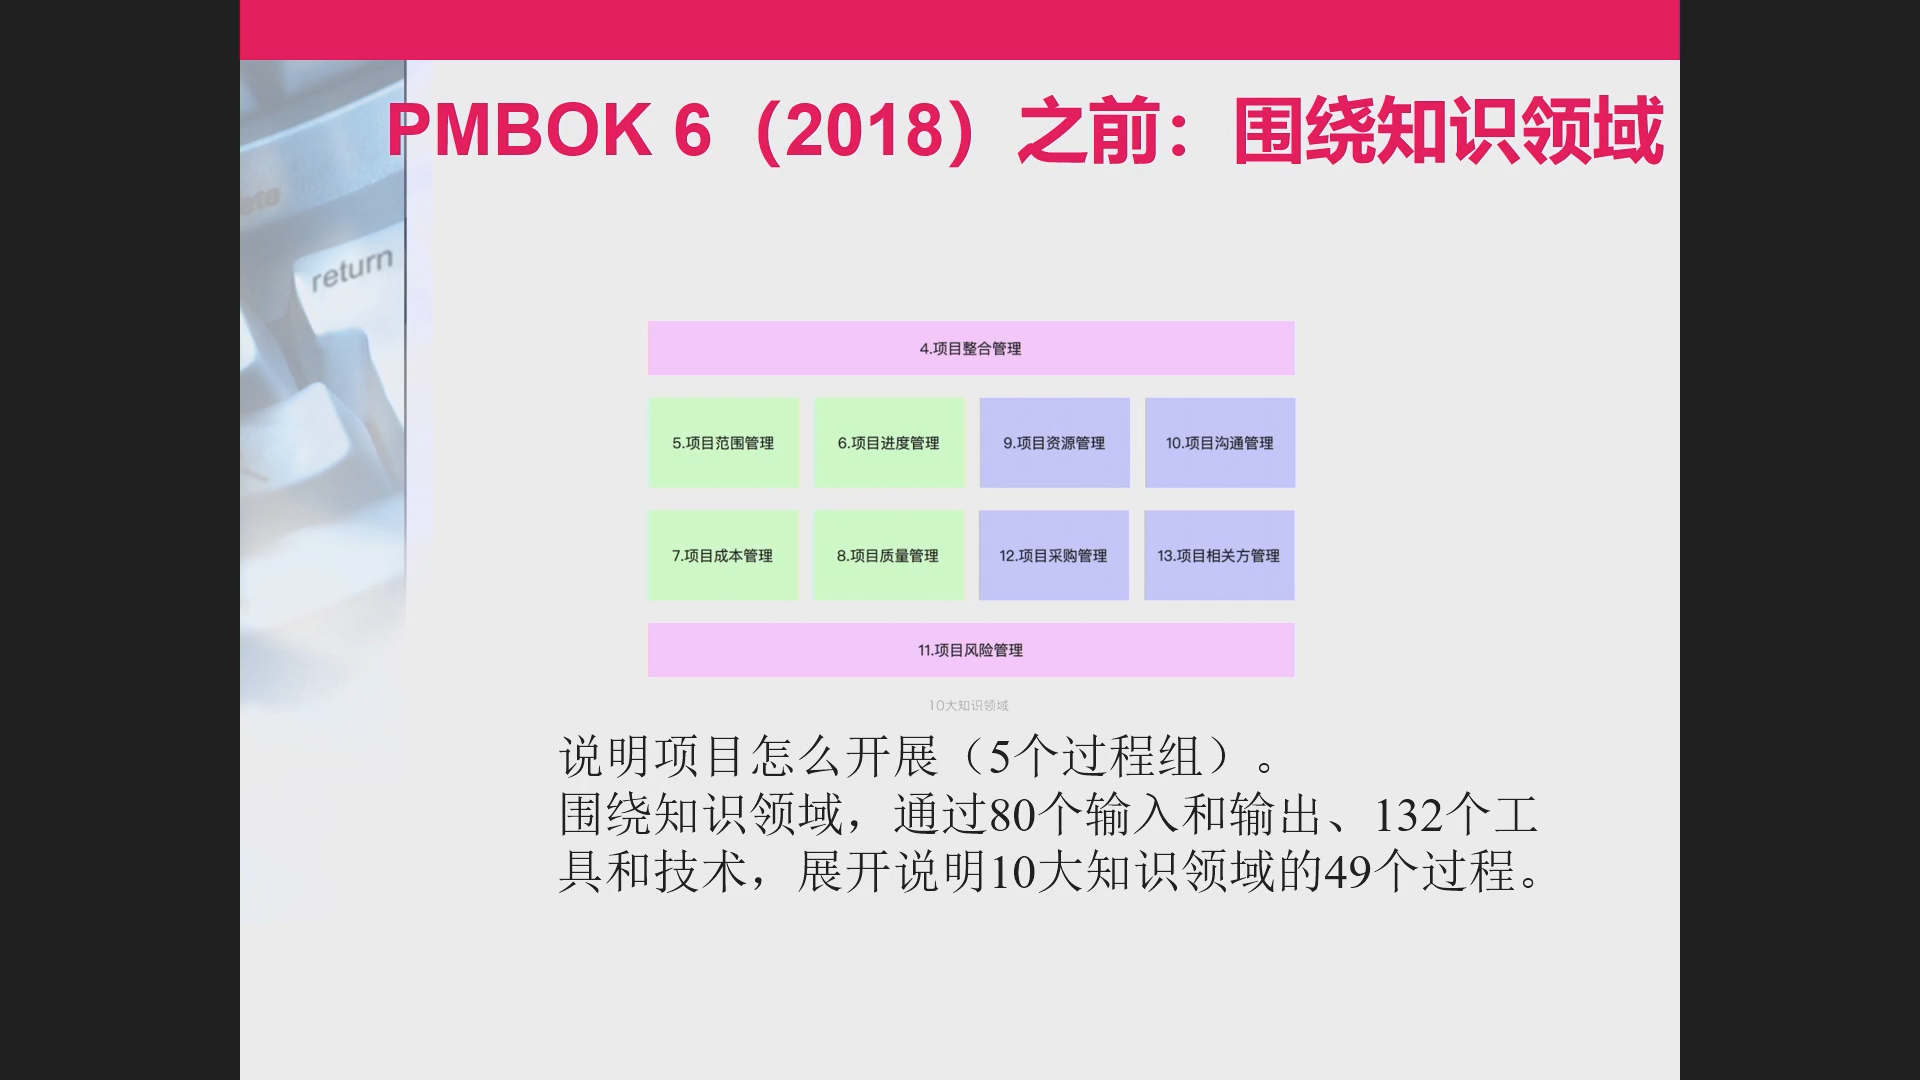 PMBOK 6（2018）之前：围绕知识领域
return
4.项目整合管理
5.项目范围管理
6.项目进度管理
9.项目资源管理
10.项目沟通管理
7.项目成本管理
8.项目质量管理
12.项目采购管理
13.项目相关方管理
11.项目风险管理
10大知识领域
说明项目怎么开展（5个过程组）。
围绕知识领域，通过80个输入和输出、132个工
具和技术，展开说明10大知识领域的49个过程。